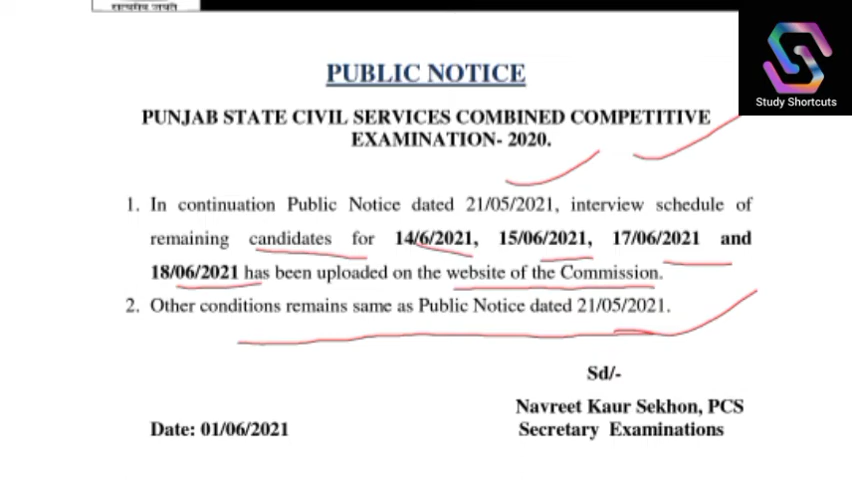 सत्यमेव जयते
Study Shortcuts
PUBLIC NOTICE
PUNJAB STATE CIVIL SERVICES COMBINED COMPETITIVE
EXAMINATION- 2020.
1. In continuation Public Notice dated 21/05/2021, interview schedule of
remaining candidates for 14/6/2021, 15/06/2021, 17/06/2021 and
18/06/2021 has been uploaded on the website of the Commission.
2. Other conditions remains same as Public Notice dated 21/05/2021.
Sd/-
Navreet Kaur Sekhon, PCS
Date: 01/06/2021 Secretary Examinations